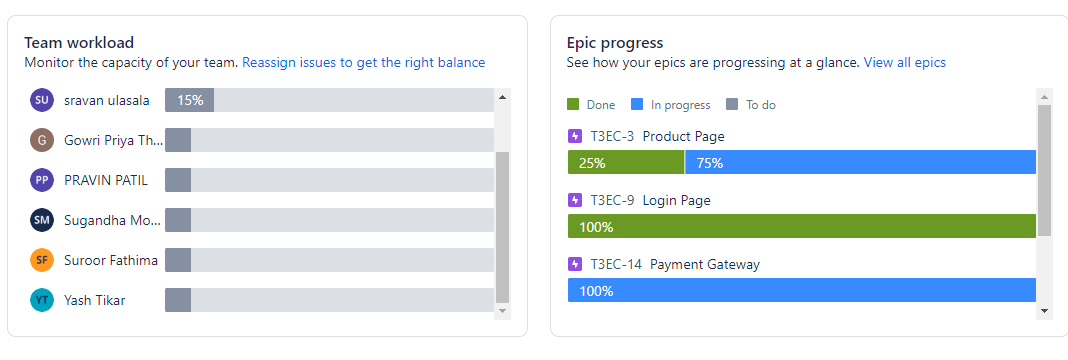 Team workload
Monitor the capacity of your team. Reassign issues to get the right balance
SU sravan ulasala 15%
G Gowri Priya Th...
PP PRAVIN PATIL
SM Sugandha Mo...
SF Suroor Fathima
YT Yash Tikar
Epic progress
See how your epics are progressing at a glance. View all epics
Done In progress To do
T3EC-3 Product Page
25% 75%
T3EC-9 Login Page
100%
T3EC-14 Payment Gateway
100%